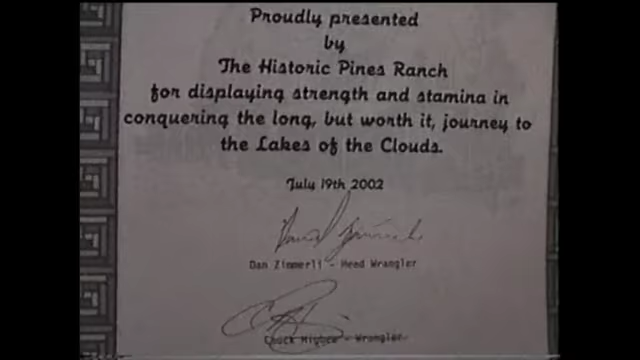 Proudly presented
by
The Historic Pines Ranch
for displaying strength and stamina in
conquering the long, but worth it, journey to
the Lakes of the Clouds.
July 19th 2002
Dan Zimmerli - Head Wrangler
Chuck - Wrangler